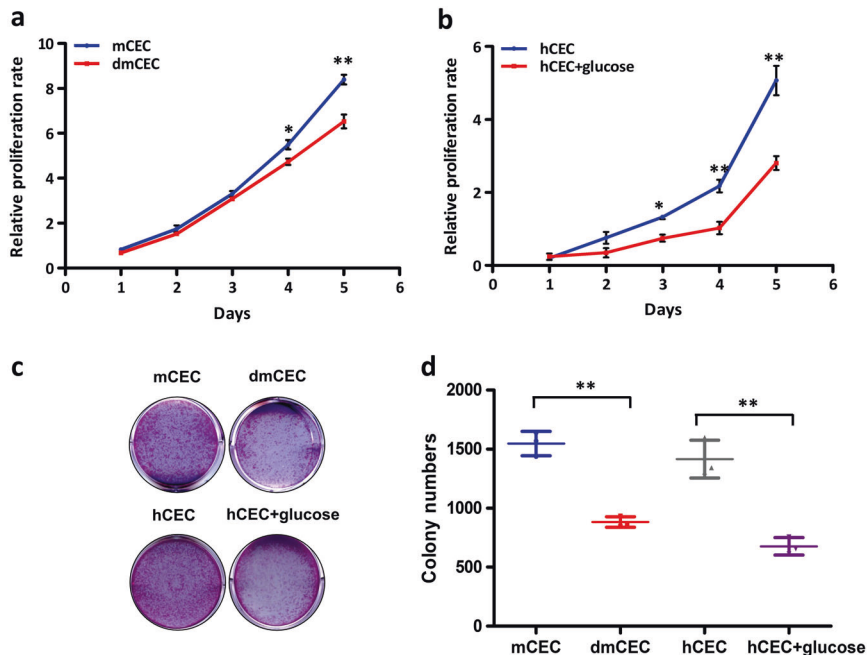 a
mCEC
dmCEC
Relative proliferation rate
10
8
6
4
2
0
*
**
0 1 2 3 4 5 6
Days
b
hCEC
hCEC+glucose
Relative proliferation rate
6
4
2
0
*
**
**
0 1 2 3 4 5 6
Days
c
mCEC dmCEC
hCEC hCEC+glucose
d
Colony numbers
2000
1500
1000
500
0
** **
mCEC dmCEC hCEC hCEC+glucose